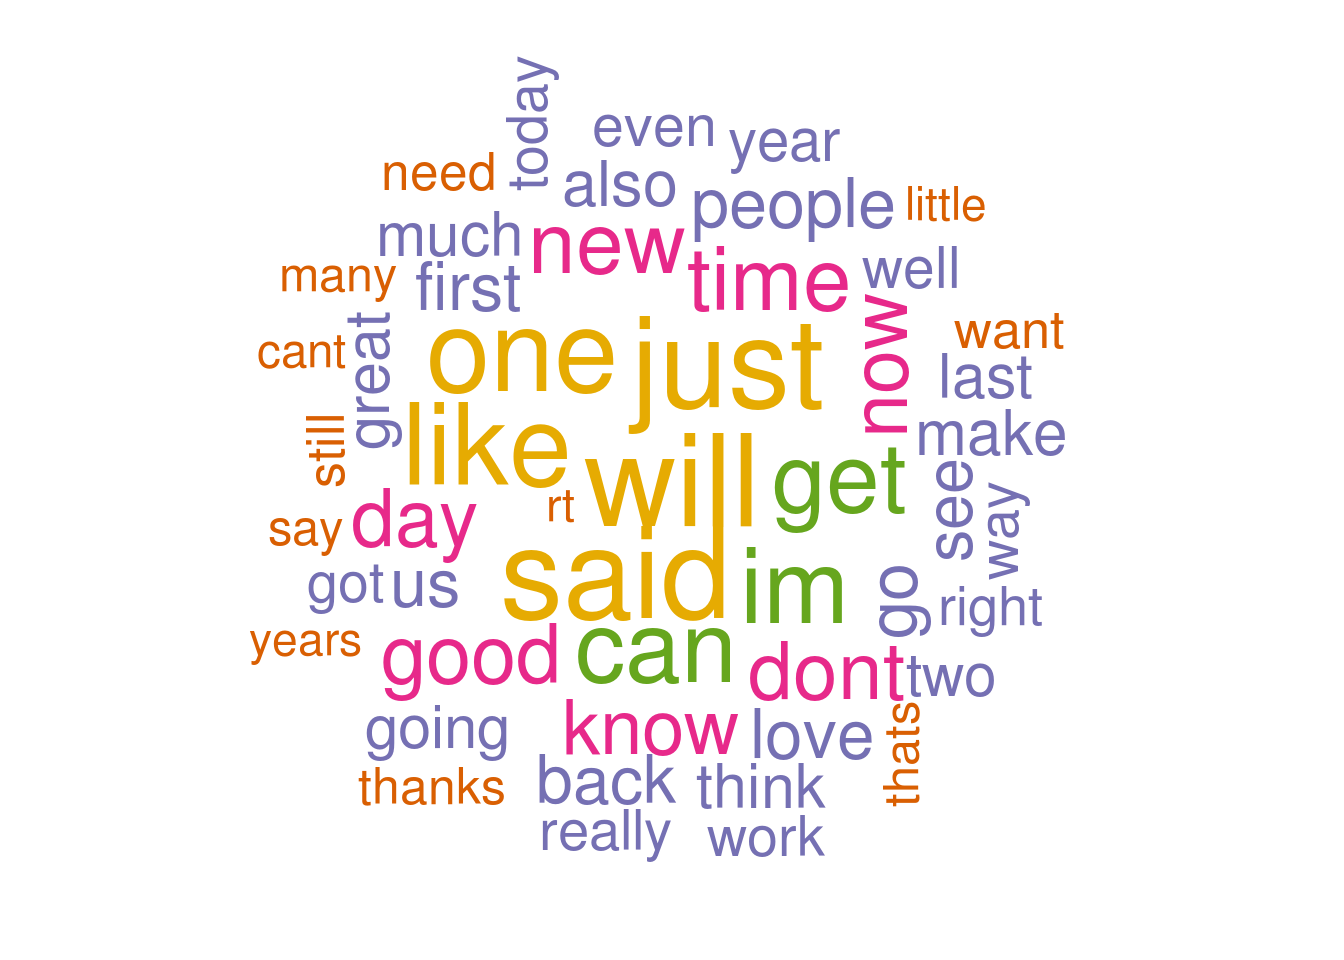 today
even
year
need
also
people
little
much
new
time
well
many
first
now
want
cant
great
one
just
last
still
like
will
get
make
see
way
say
day
rt
said
im
go
right
got
us
years
good
can
dont
two
going
know
love
thats
thanks
back
think
really
work